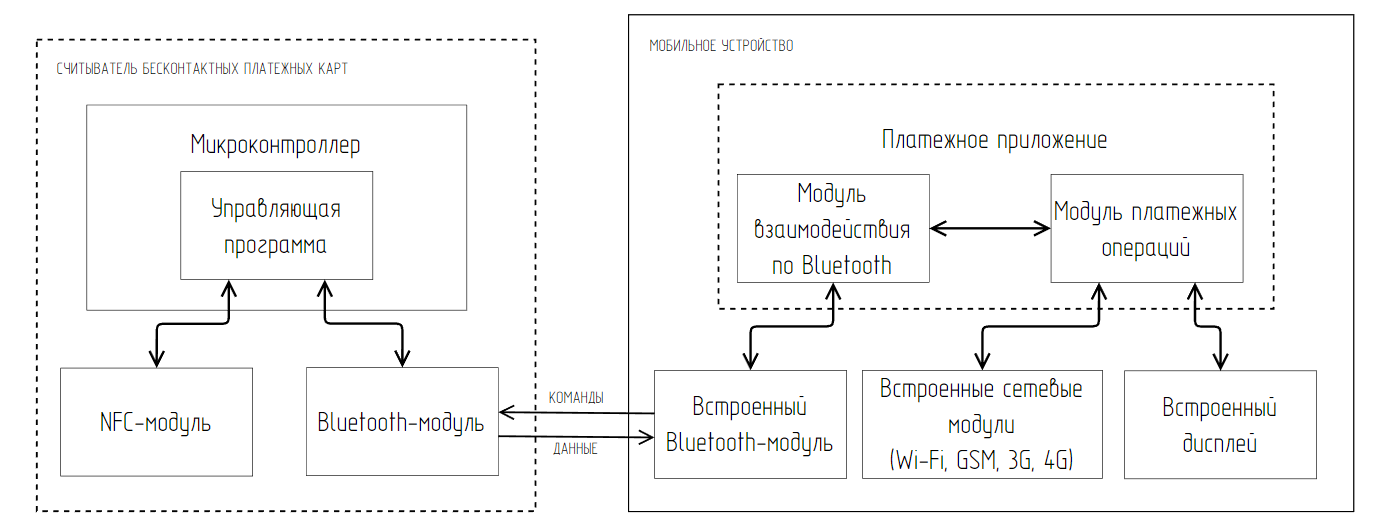 СЧИТЫВАТЕЛЬ БЕСКОНТАКТНЫХ ПЛАТЕЖНЫХ КАРТ
Микроконтроллер
Управляющая
программа
NFC-модуль
Bluetooth-модуль
КОМАНДЫ
ДАННЫЕ
МОБИЛЬНОЕ УСТРОЙСТВО
Платежное приложение
Модуль
взаимодействия
по Bluetooth
Модуль платежных
операций
Встроенный
Bluetooth-модуль
Встроенные сетевые
модули
(Wi-Fi, GSM, 3G, 4G)
Встроенный
дисплей